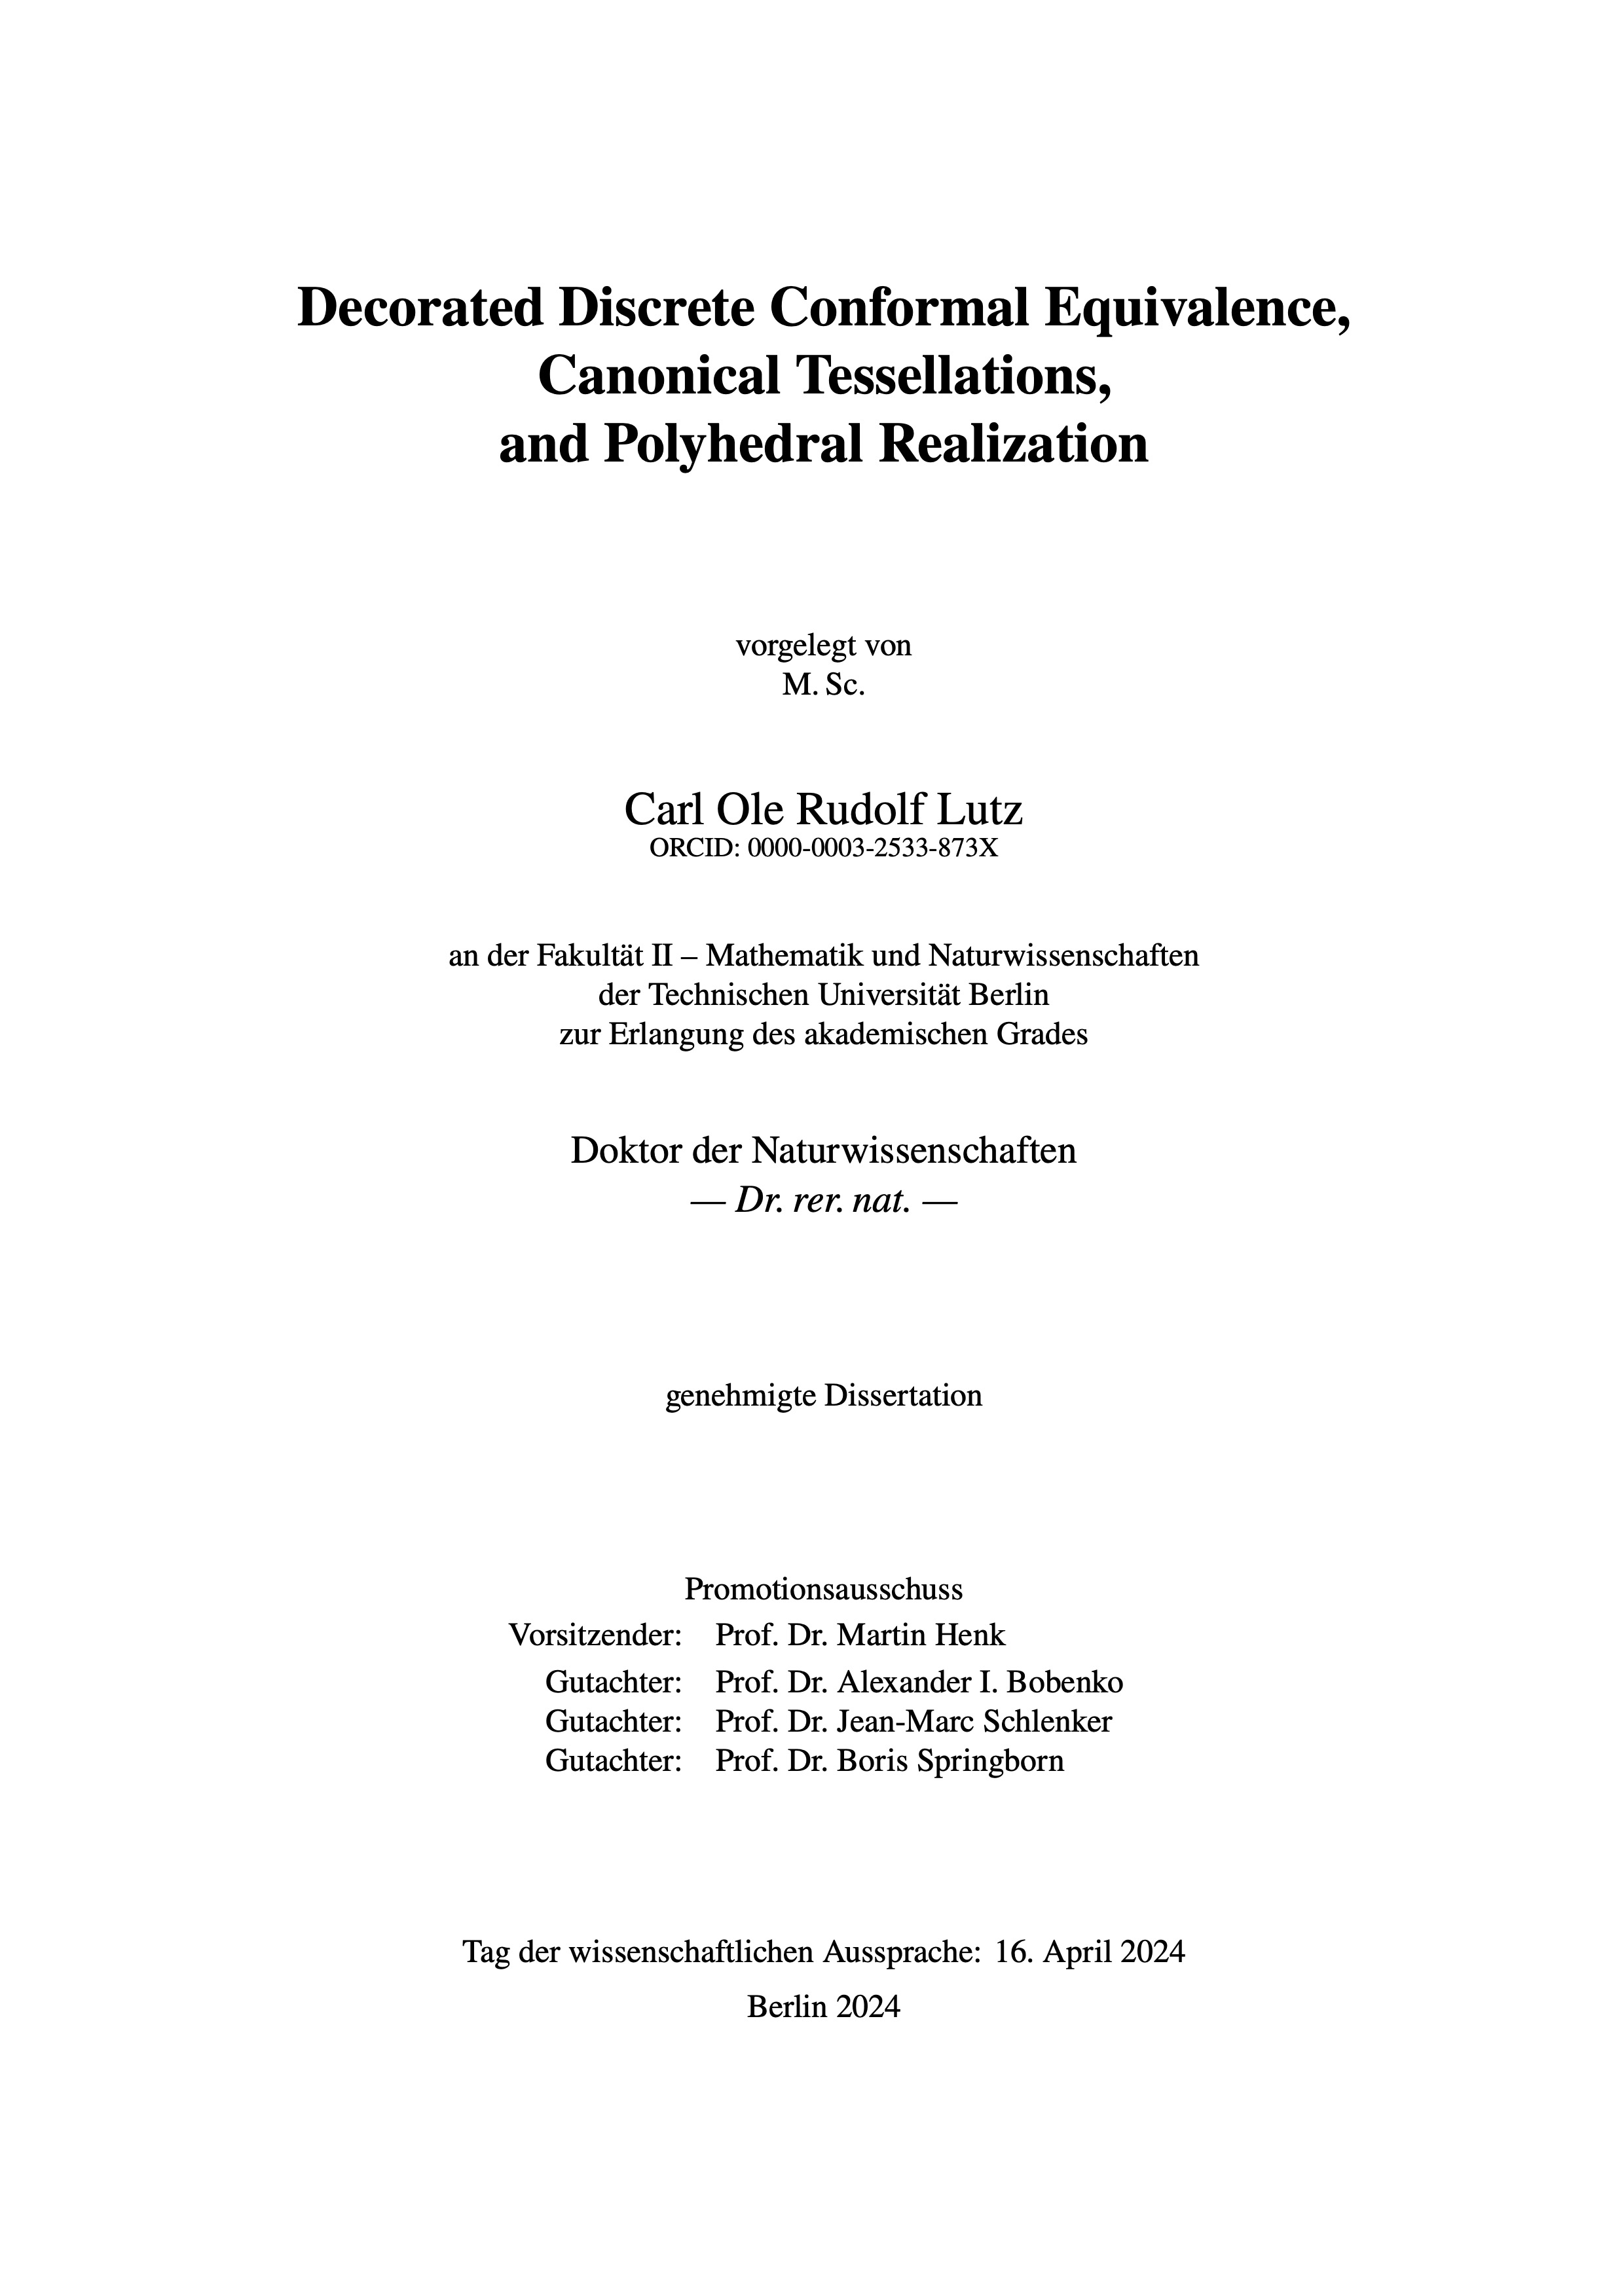 Decorated Discrete Conformal Equivalence,
Canonical Tessellations,
and Polyhedral Realization
vorgelegt von
M. Sc.
Carl Ole Rudolf Lutz
ORCID: 0000-0003-2533-873X
an der Fakultät II – Mathematik und Naturwissenschaften
der Technischen Universität Berlin
zur Erlangung des akademischen Grades
Doktor der Naturwissenschaften
— Dr. rer. nat. —
genehmigte Dissertation
Promotionsausschuss
Vorsitzender: Prof. Dr. Martin Henk
Gutachter: Prof. Dr. Alexander I. Bobenko
Gutachter: Prof. Dr. Jean-Marc Schlenker
Gutachter: Prof. Dr. Boris Springborn
Tag der wissenschaftlichen Aussprache: 16. April 2024
Berlin 2024